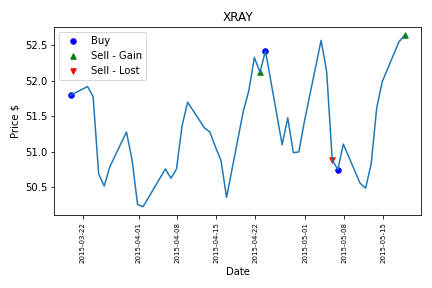 XRAY
Buy
Sell - Gain
Sell - Lost
Price $
52.5
52.0
51.5
51.0
50.5
2015-03-22
2015-04-01
2015-04-08
2015-04-15
2015-04-22
2015-05-01
2015-05-08
2015-05-15
Date